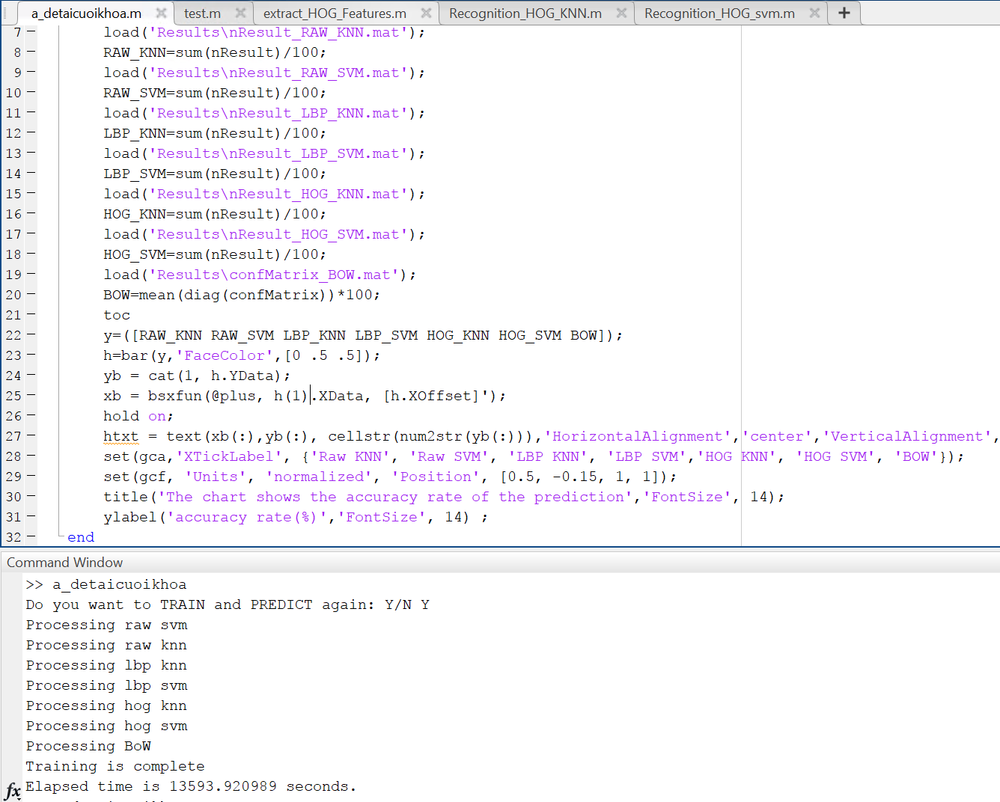 a_detaicuoikhoa.m × test.m × extract_HOG_Features.m × Recognition_HOG_KNN.m × Recognition_HOG_svm.m × +
7 – load('Results\nResult_RAW_KNN.mat');
8 – RAW_KNN=sum(nResult)/100;
9 – load('Results\nResult_RAW_SVM.mat');
10 – RAW_SVM=sum(nResult)/100;
11 – load('Results\nResult_LBP_KNN.mat');
12 – LBP_KNN=sum(nResult)/100;
13 – load('Results\nResult_LBP_SVM.mat');
14 – LBP_SVM=sum(nResult)/100;
15 – load('Results\nResult_HOG_KNN.mat');
16 – HOG_KNN=sum(nResult)/100;
17 – load('Results\nResult_HOG_SVM.mat');
18 – HOG_SVM=sum(nResult)/100;
19 – load('Results\confMatrix_BOW.mat');
20 – BOW=mean(diag(confMatrix))*100;
21 – toc
22 – y=([RAW_KNN RAW_SVM LBP_KNN LBP_SVM HOG_KNN HOG_SVM BOW]);
23 – h=bar(y,'FaceColor',[0 .5 .5]);
24 – yb = cat(1, h.YData);
25 – xb = bsxfun(@plus, h(1).XData, [h.XOffset]');
26 – hold on;
27 – htxt = text(xb(:),yb(:), cellstr(num2str(yb(:))),'HorizontalAlignment','center','VerticalAlignment',
28 – set(gca,'XTickLabel', {'Raw KNN', 'Raw SVM', 'LBP KNN', 'LBP SVM','HOG KNN', 'HOG SVM', 'BOW'});
29 – set(gcf, 'Units', 'normalized', 'Position', [0.5, -0.15, 1, 1]);
30 – title('The chart shows the accuracy rate of the prediction','FontSize', 14);
31 – ylabel('accuracy rate(%)','FontSize', 14) ;
32 – end
Command Window
>> a_detaicuoikhoa
Do you want to TRAIN and PREDICT again: Y/N Y
Processing raw svm
Processing raw knn
Processing lbp knn
Processing lbp svm
Processing hog knn
Processing hog svm
Processing BoW
Training is complete
fx Elapsed time is 13593.920989 seconds.